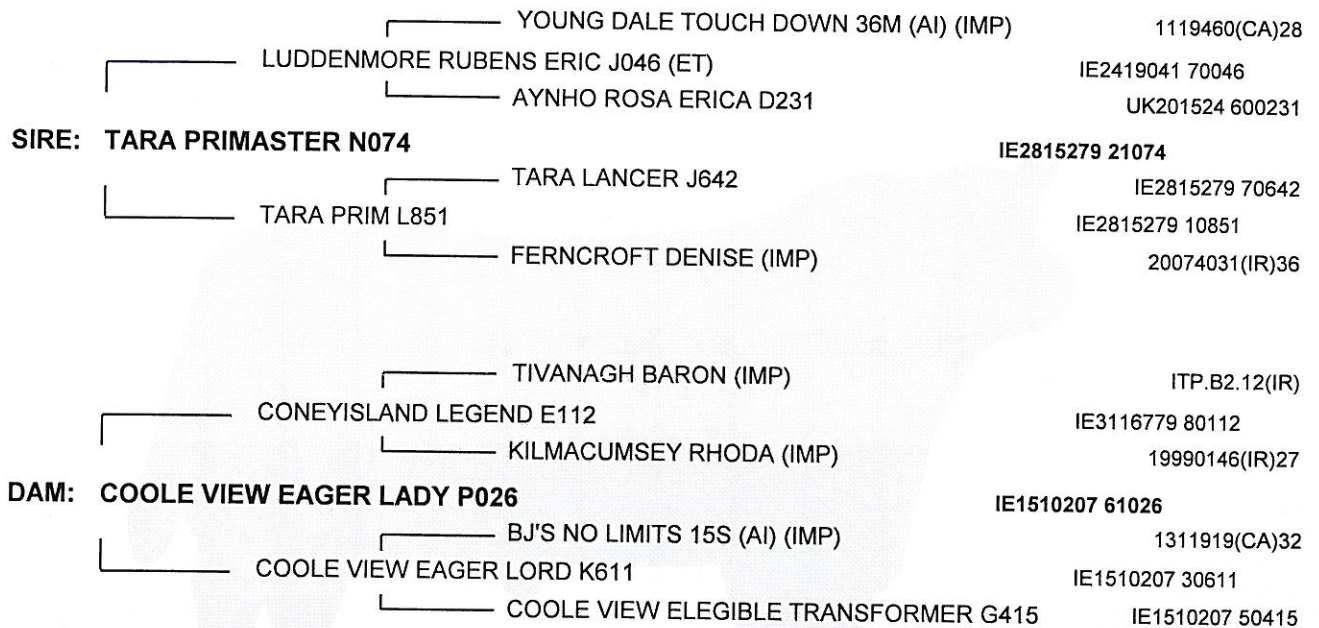 YOUNG DALE TOUCH DOWN 36M (AI) (IMP) 1119460(CA)28
LUDDENMORE RUBENS ERIC J046 (ET) IE2419041 70046
AYNHO ROSA ERICA D231 UK201524 600231
SIRE: TARA PRIMASTER N074 IE2815279 21074
TARA LANCER J642 IE2815279 70642
TARA PRIM L851 IE2815279 10851
FERNCROFT DENISE (IMP) 20074031(IR)36
TIVANAGH BARON (IMP) ITP.B2.12(IR)
CONEYISLAND LEGEND E112 IE3116779 80112
KILMACUMSEY RHODA (IMP) 19990146(IR)27
DAM: COOLE VIEW EAGER LADY P026 IE1510207 61026
BJ'S NO LIMITS 15S (AI) (IMP) 1311919(CA)32
COOLE VIEW EAGER LORD K611 IE1510207 30611
COOLE VIEW ELEGIBLE TRANSFORMER G415 IE1510207 50415